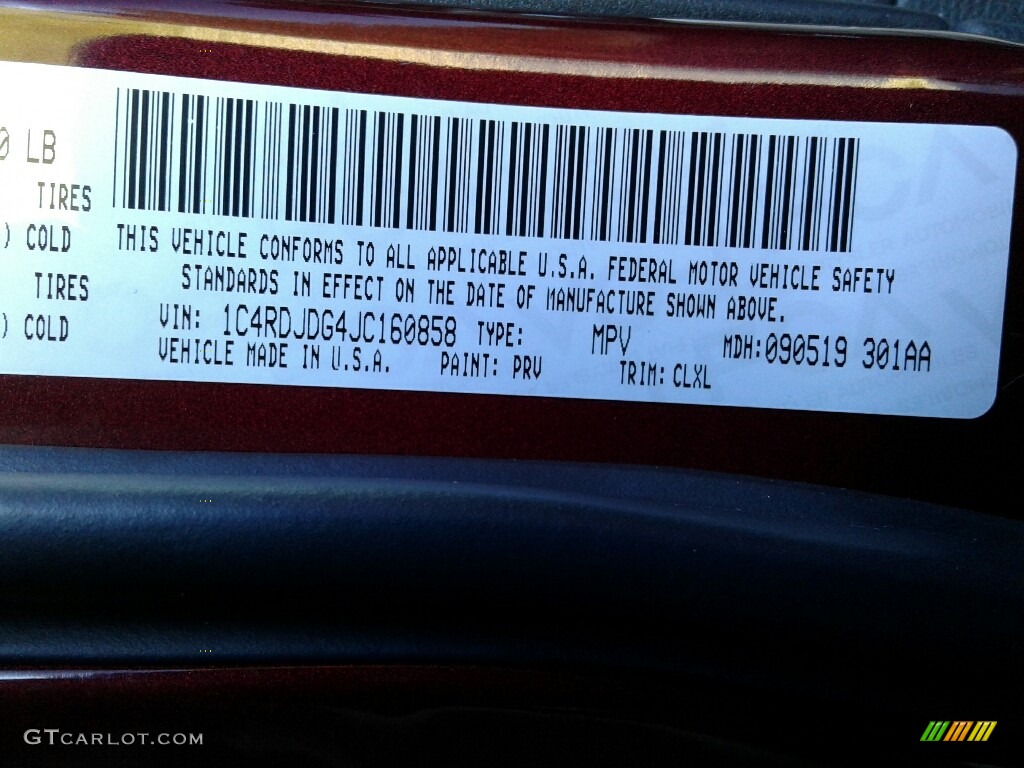 0 LB
TIRES
) COLD
TIRES
) COLD
THIS VEHICLE CONFORMS TO ALL APPLICABLE U.S.A. FEDERAL MOTOR VEHICLE SAFETY
STANDARDS IN EFFECT ON THE DATE OF MANUFACTURE SHOWN ABOVE.
VIN: 1C4RDJDG4JC160858 TYPE: MPV MDH:090519 301AA
VEHICLE MADE IN U.S.A. PAINT: PRV TRIM: CLXL
GTCARLOT.COM